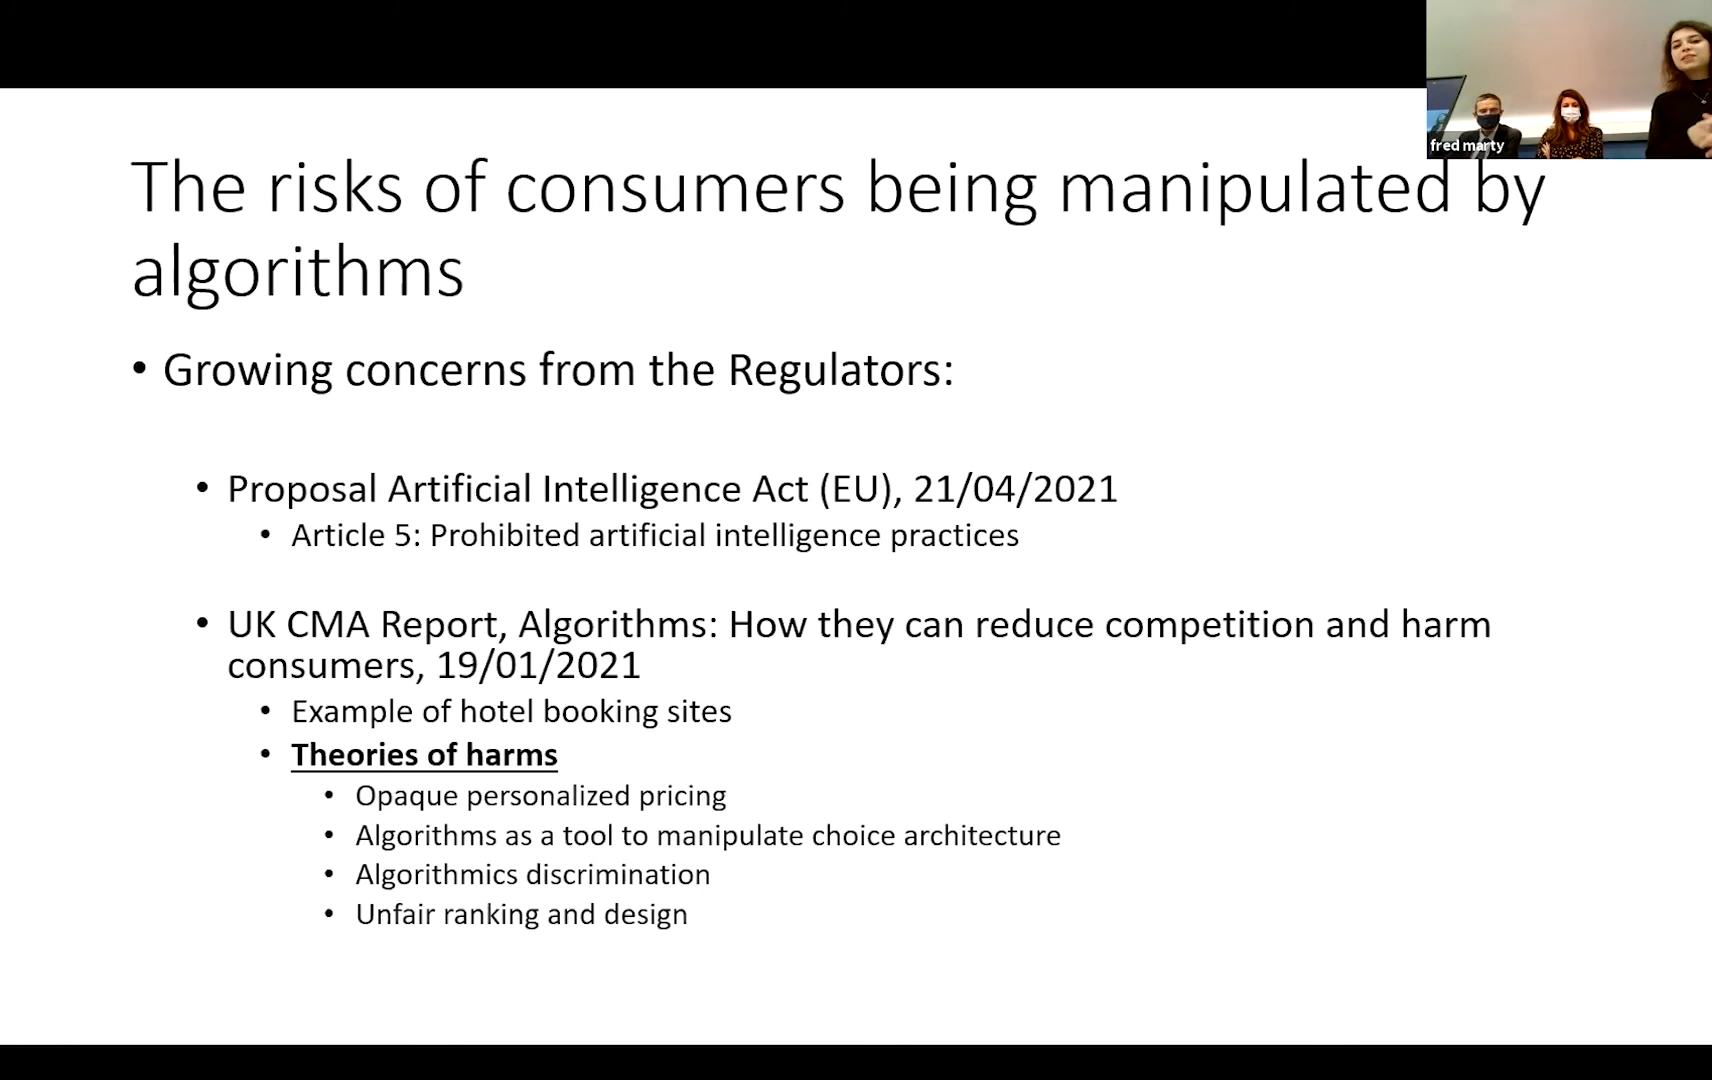 fred marty
The risks of consumers being manipulated by
algorithms
• Growing concerns from the Regulators:
• Proposal Artificial Intelligence Act (EU), 21/04/2021
• Article 5: Prohibited artificial intelligence practices
• UK CMA Report, Algorithms: How they can reduce competition and harm
consumers, 19/01/2021
• Example of hotel booking sites
• Theories of harms
• Opaque personalized pricing
• Algorithms as a tool to manipulate choice architecture
• Algorithmics discrimination
• Unfair ranking and design